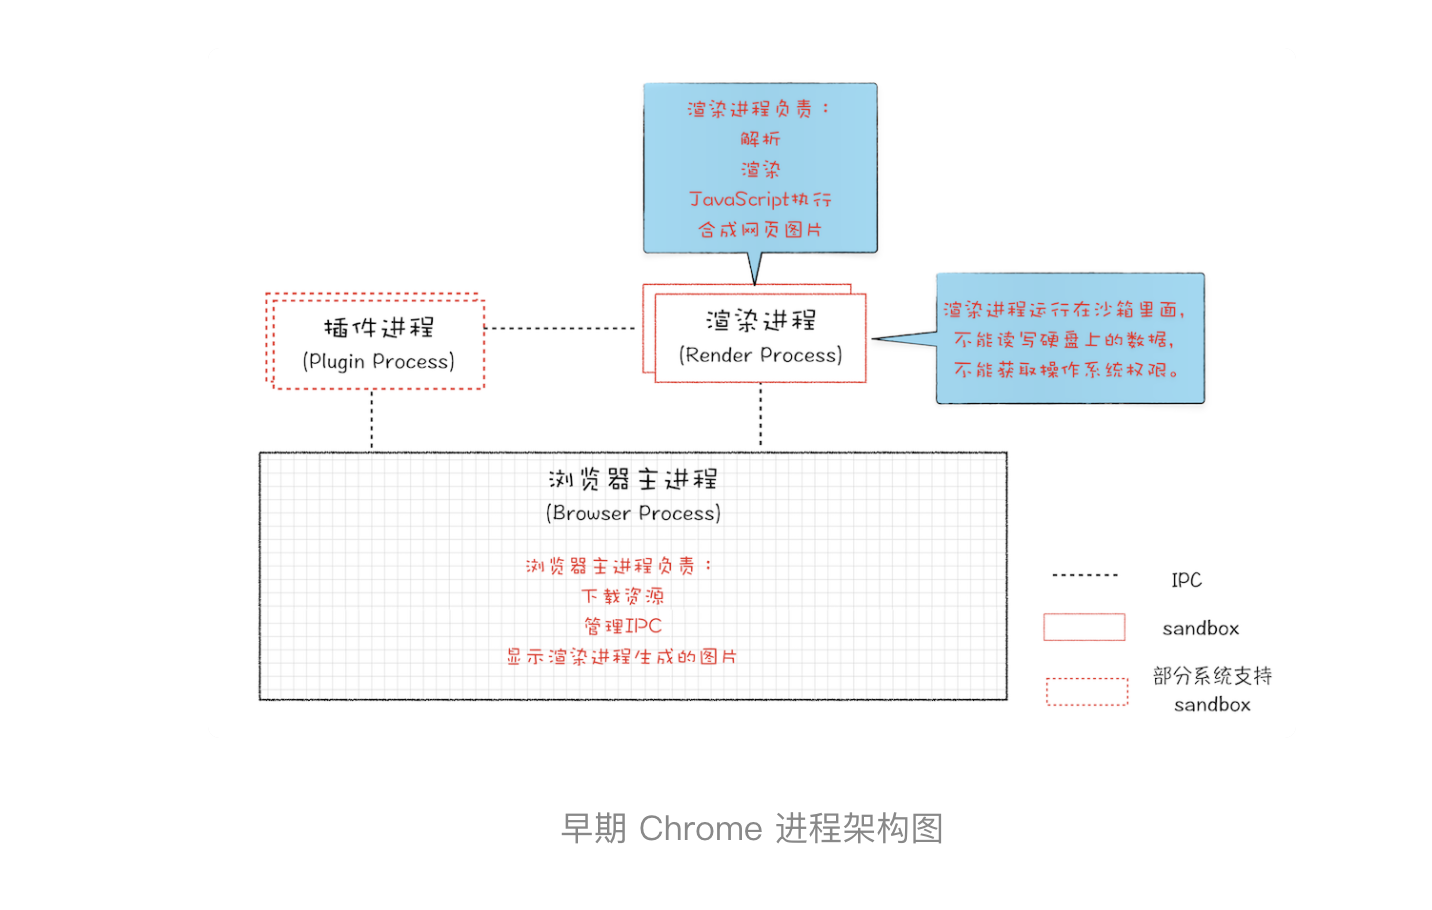 渲染进程负责：
解析
渲染
JavaScript执行
合成网页图片
插件进程
(Plugin Process)
渲染进程
(Render Process)
渲染进程运行在沙箱里面,
不能读写硬盘上的数据,
不能获取操作系统权限。
浏览器主进程
(Browser Process)
浏览器主进程负责：
下载资源
管理IPC
显示渲染进程生成的图片
IPC
sandbox
部分系统支持
sandbox
早期 Chrome 进程架构图